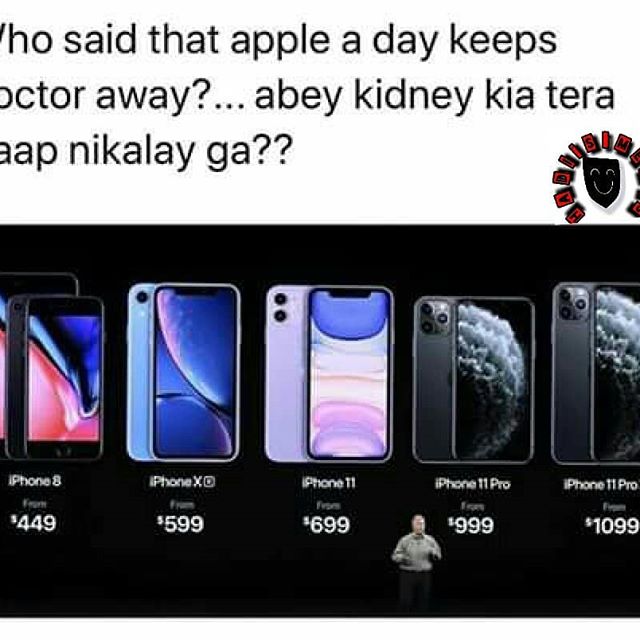 ho said that apple a day keeps
octor away?... abey kidney kia tera
aap nikalay ga??
iPhone 8
iPhone XR
iPhone 11
iPhone 11 Pro
iPhone 11 Pro
From
From
From
From
From
$449
$599
$699
$999
$1099